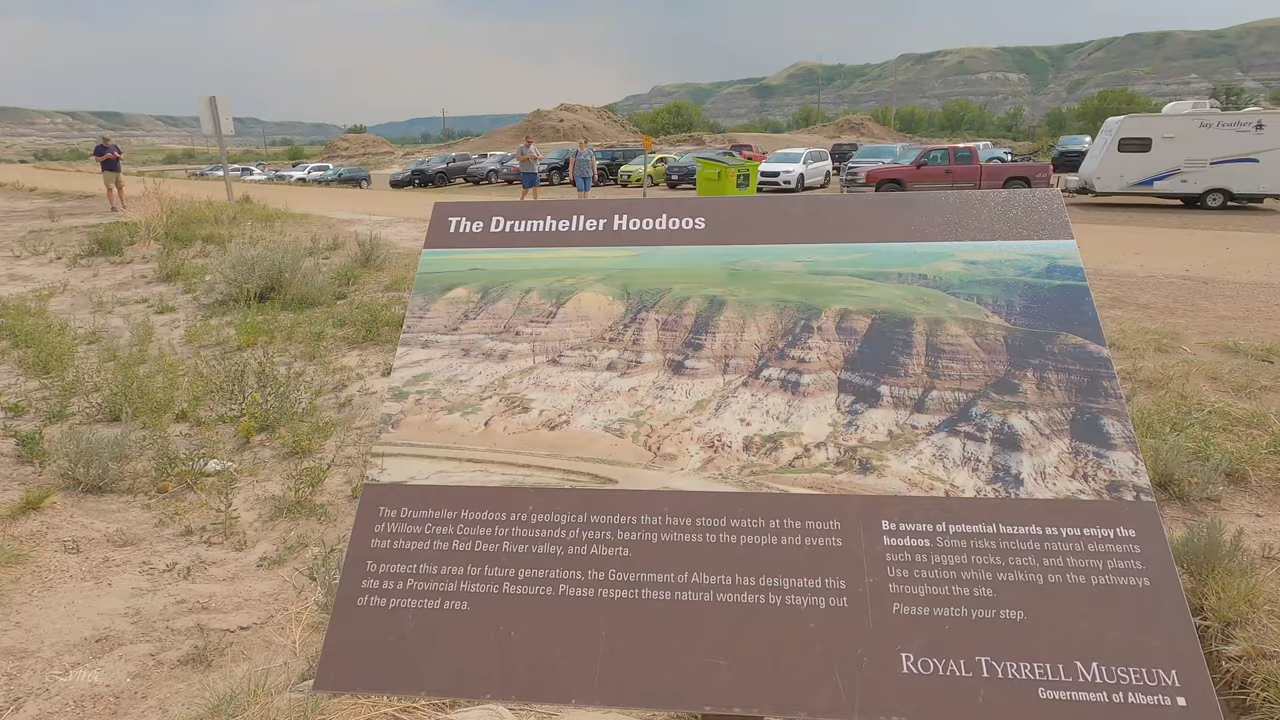 Jay Feather
The Drumheller Hoodoos
The Drumheller Hoodoos are geological wonders that have stood watch at the mouth
of Willow Creek Coulee for thousands of years, bearing witness to the people and events
that shaped the Red Deer River valley, and Alberta.
To protect this area for future generations, the Government of Alberta has designated this
site as a Provincial Historic Resource. Please respect these natural wonders by staying out
of the protected area.
Be aware of potential hazards as you enjoy the
hoodoos. Some risks include natural elements
such as jagged rocks, cacti, and thorny plants.
Use caution while walking on the pathways
throughout the site.
Please watch your step.
ROYAL TYRRELL MUSEUM
Government of Alberta